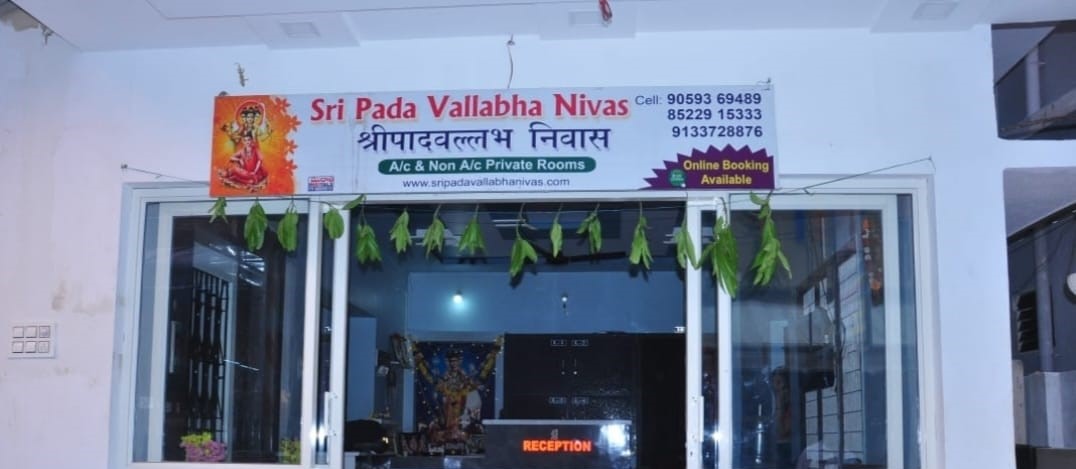 Sri Pada Vallabha Nivas
श्रीपादवल्लभ निवास
A/c & Non A/c Private Rooms
www.sripadavallabhanivas.com
Cell: 90593 69489
85229 15333
9133728876
Online Booking
Available
RECEPTION